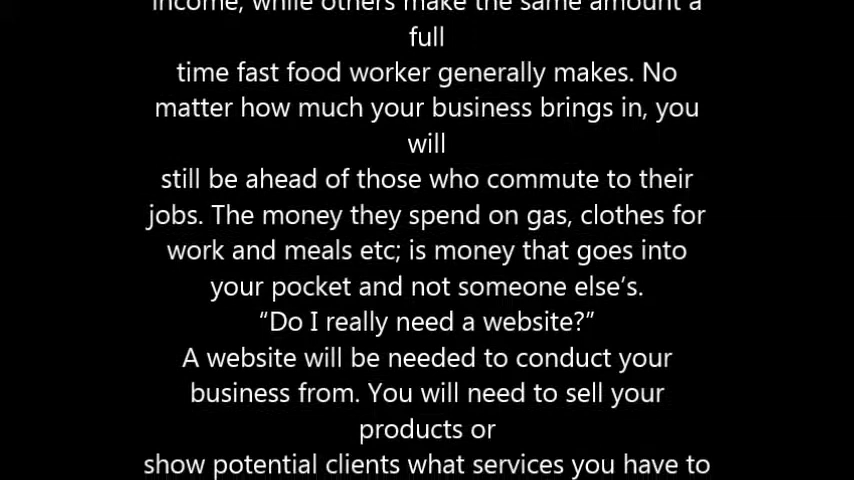 income, while others make the same amount a
full
time fast food worker generally makes. No
matter how much your business brings in, you
will
still be ahead of those who commute to their
jobs. The money they spend on gas, clothes for
work and meals etc; is money that goes into
your pocket and not someone else’s.
“Do I really need a website?”
A website will be needed to conduct your
business from. You will need to sell your
products or
show potential clients what services you have to